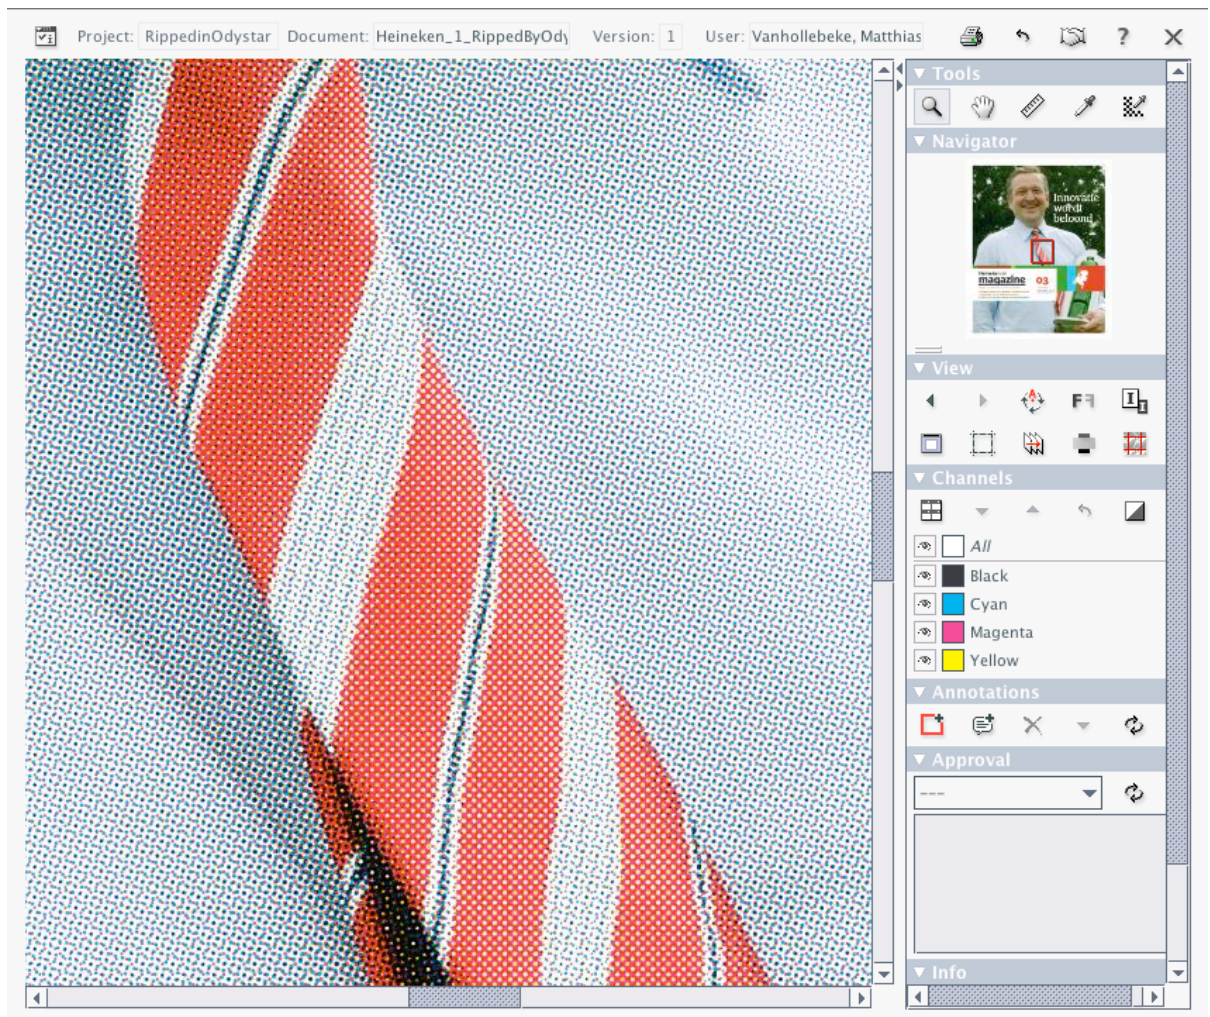 Project: RippedinOdystar Document: Heineken_1_RippedByOdy Version: 1 User: Vanhollebeke, Matthias
Tools
Navigator
Innovatie
wordt
beloond
magazine 03
View
Channels
All
Black
Cyan
Magenta
Yellow
Annotations
Approval
---
Info